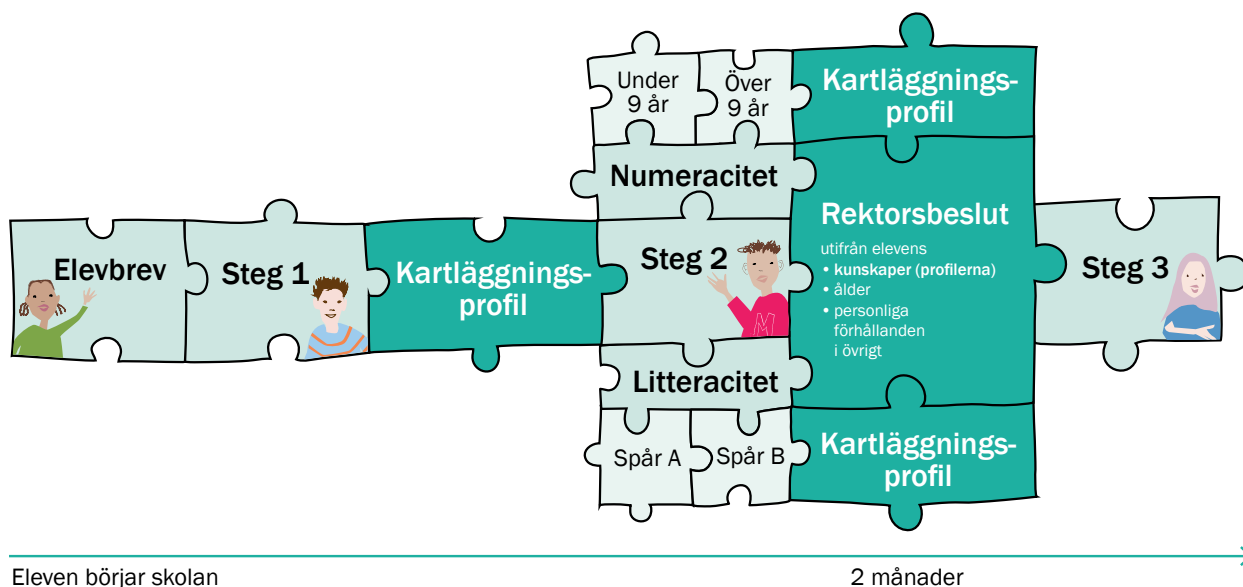 Elevbrev
Steg 1
Kartläggnings-
profil
Under
9 år
Över
9 år
Numeracitet
Steg 2
Litteracitet
Spår A
Spår B
Kartläggnings-
profil
Rektorsbeslut
utifrån elevens
• kunskaper (profilerna)
• ålder
• personliga
förhållanden
i övrigt
Kartläggnings-
profil
Steg 3
M
Eleven börjar skolan
2 månader